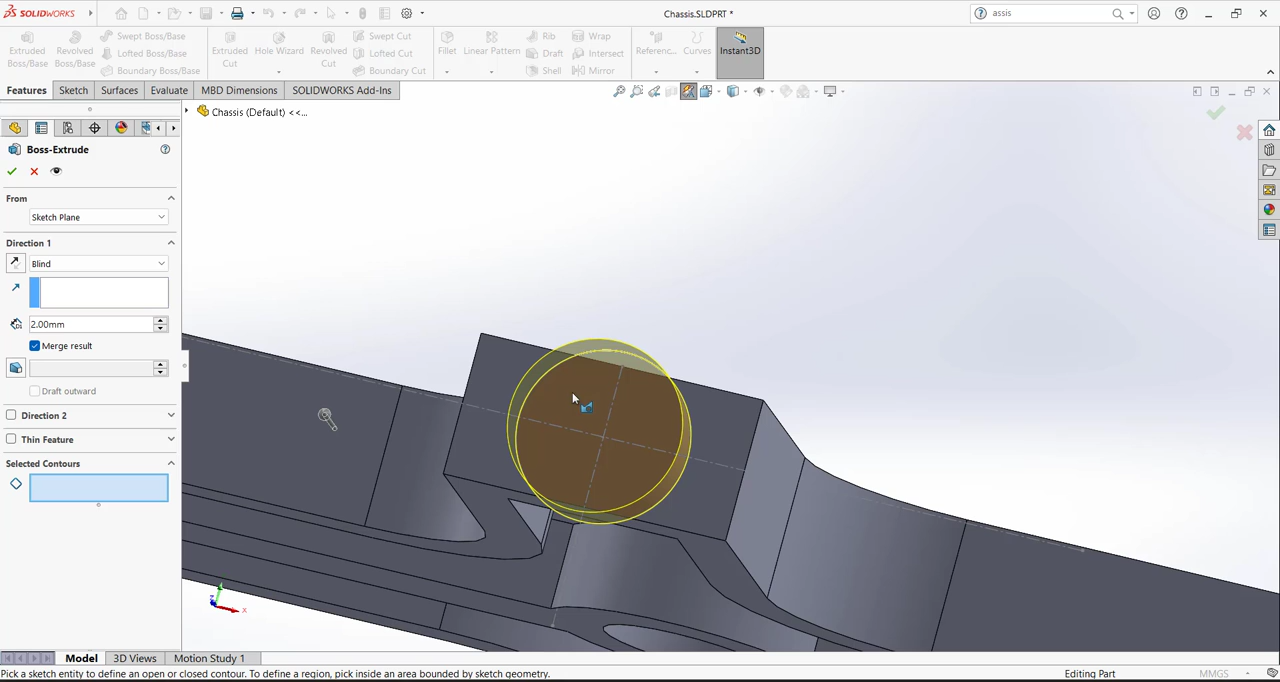 SOLIDWORKS
Chassis.SLDPRT *
assis
Extruded Boss/Base
Revolved Boss/Base
Swept Boss/Base
Lofted Boss/Base
Boundary Boss/Base
Extruded Cut
Hole Wizard
Revolved Cut
Swept Cut
Lofted Cut
Boundary Cut
Fillet
Linear Pattern
Rib
Draft
Shell
Wrap
Intersect
Mirror
Referenc...
Curves
Instant3D
Features
Sketch
Surfaces
Evaluate
MBD Dimensions
SOLIDWORKS Add-Ins
Chassis (Default) <<...
Boss-Extrude
From
Sketch Plane
Direction 1
Blind
2.00mm
Merge result
Draft outward
Direction 2
Thin Feature
Selected Contours
Z
Y
X
Model
3D Views
Motion Study 1
Pick a sketch entity to define an open or closed contour. To define a region, pick inside an area bounded by sketch geometry.
Editing Part
MMGS